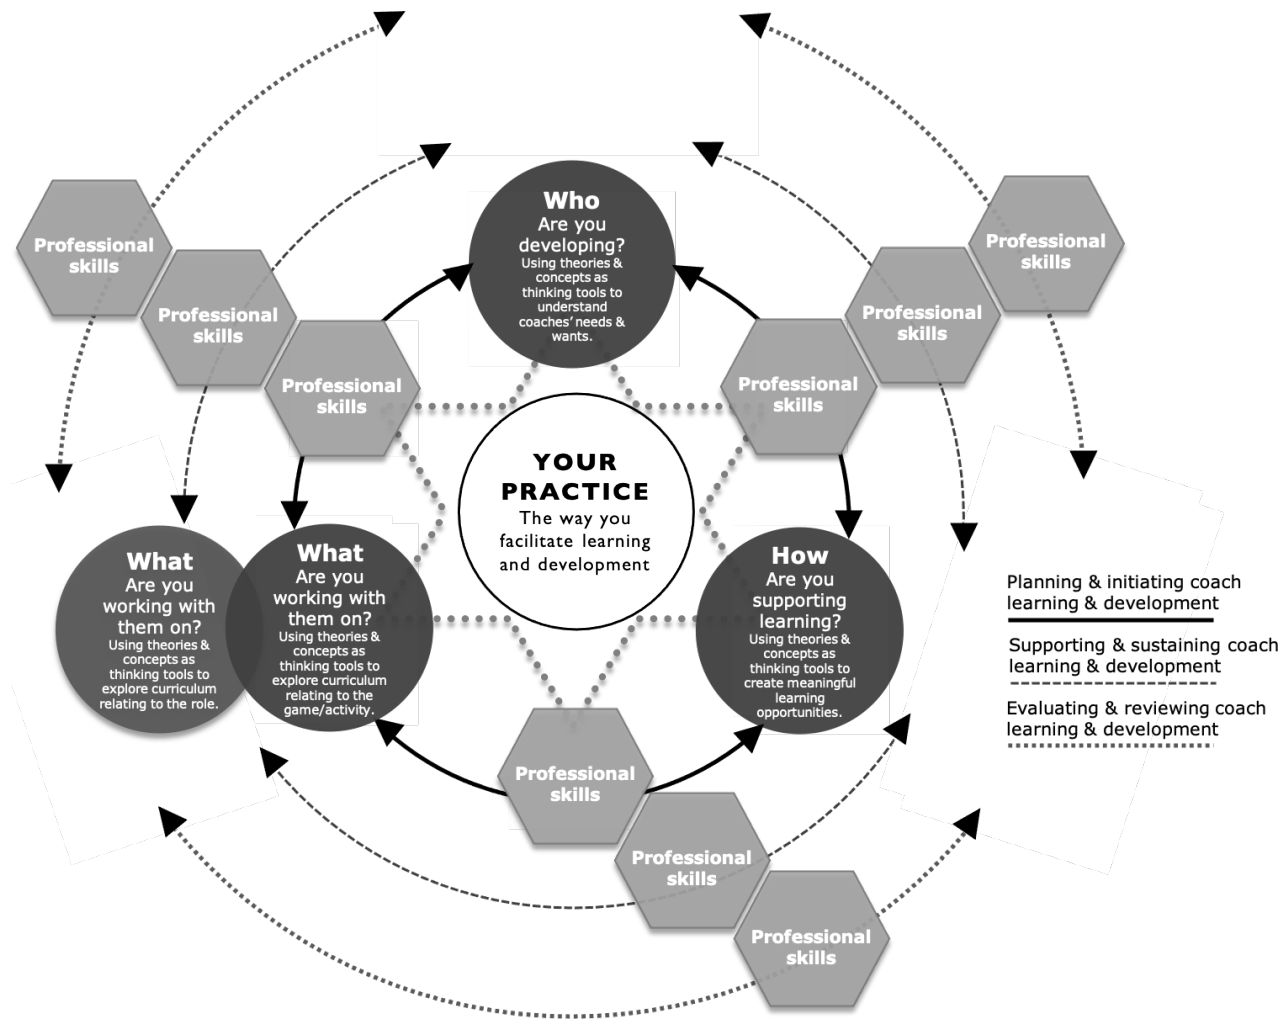 Who
Are you
developing?
Using theories &
concepts as
thinking tools to
understand
coaches' needs &
wants.
Professional
skills
Professional
skills
Professional
skills
Professional
skills
Professional
skills
Professional
skills
YOUR
PRACTICE
The way you
facilitate learning
and development
What
Are you
working with
them on?
Using theories &
concepts as
thinking tools to
explore curriculum
relating to the role.
What
Are you
working with
them on?
Using theories &
concepts as
thinking tools to
explore curriculum
relating to the
game/activity.
How
Are you
supporting
learning?
Using theories &
concepts as
thinking tools to
create meaningful
learning
opportunities.
Planning & initiating coach
learning & development
Supporting & sustaining coach
learning & development
Evaluating & reviewing coach
learning & development
Professional
skills
Professional
skills
Professional
skills